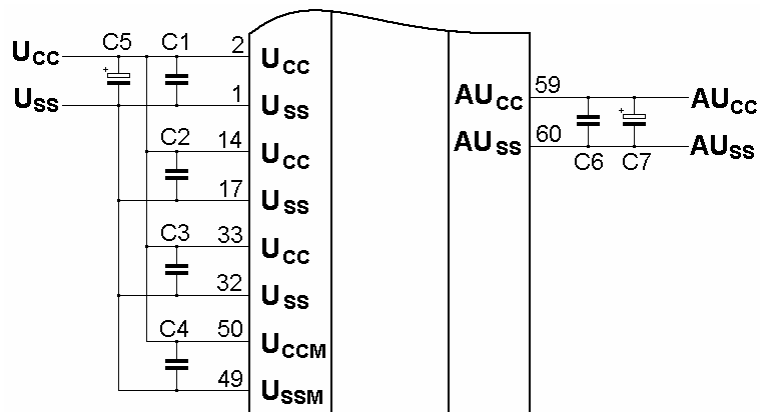 C5 C1 2
UCC UCC
1
USS USS
C2 14
UCC
17
USS
C3 33
UCC
32
USS
C4 50
UCCM
49
USSM
59
AUCC AUCC
60
AUSS AUSS
C6 C7
+
+